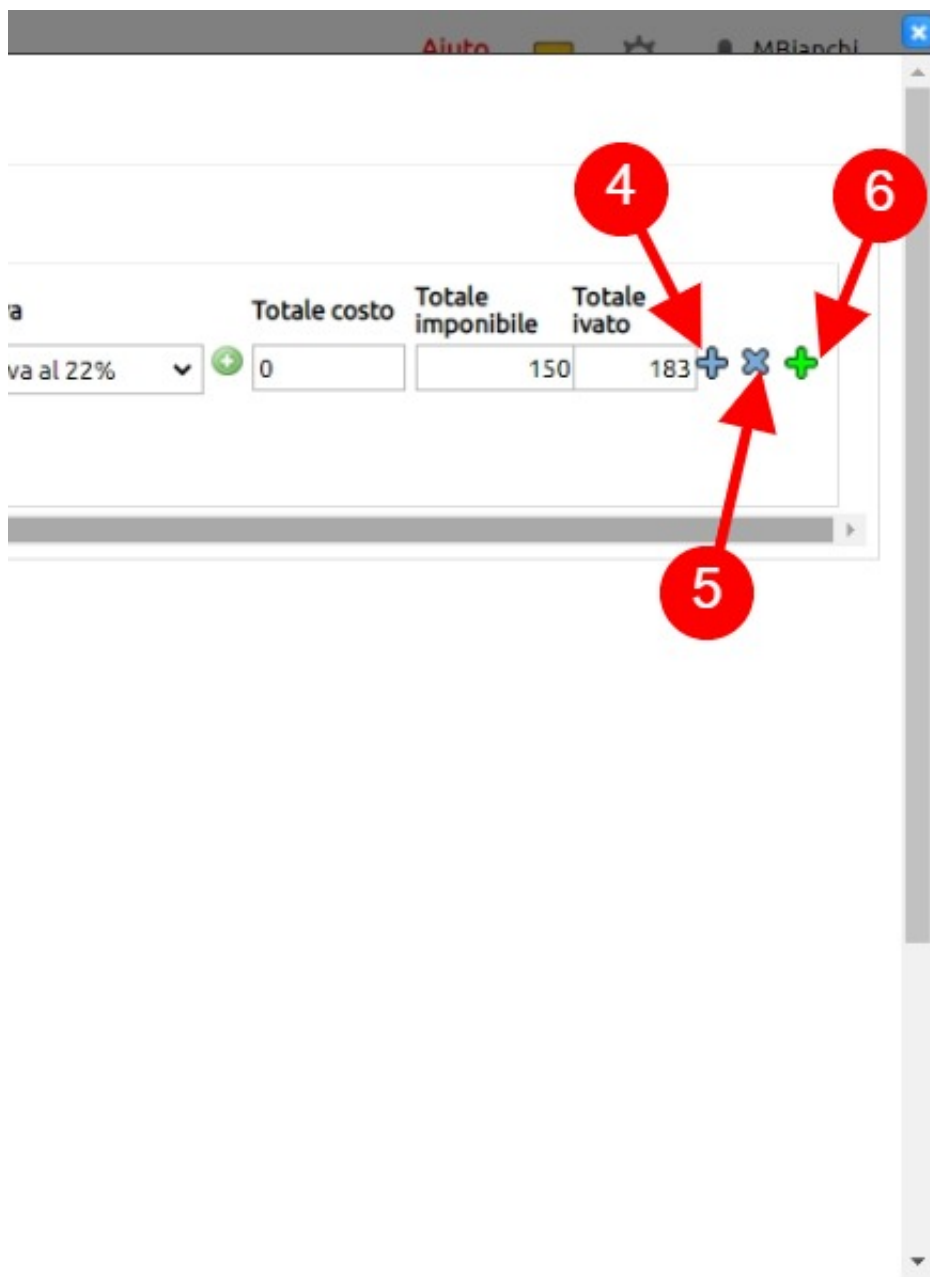 Aiuto MBianchi
4 6
a Totale costo Totale imponibile Totale ivato
va al 22% 0 150 183
5